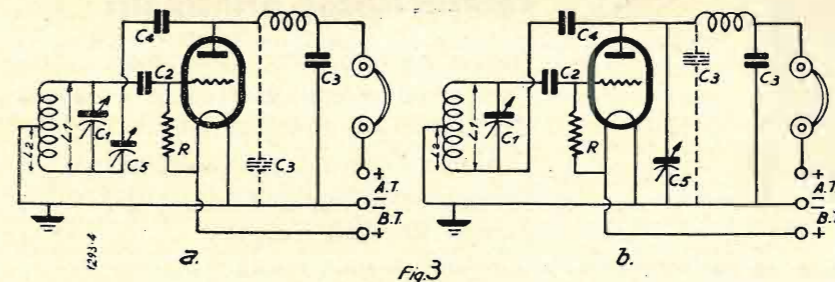 C4
C2
L1
L2
C1
C5
R
C3
C3
+
A.T.
−
B.T.
+
1293-4
a.
C4
C2
L1
L2
C1
R
C5
C3
C3
+
A.T.
−
B.T.
+
b.
Fig.3